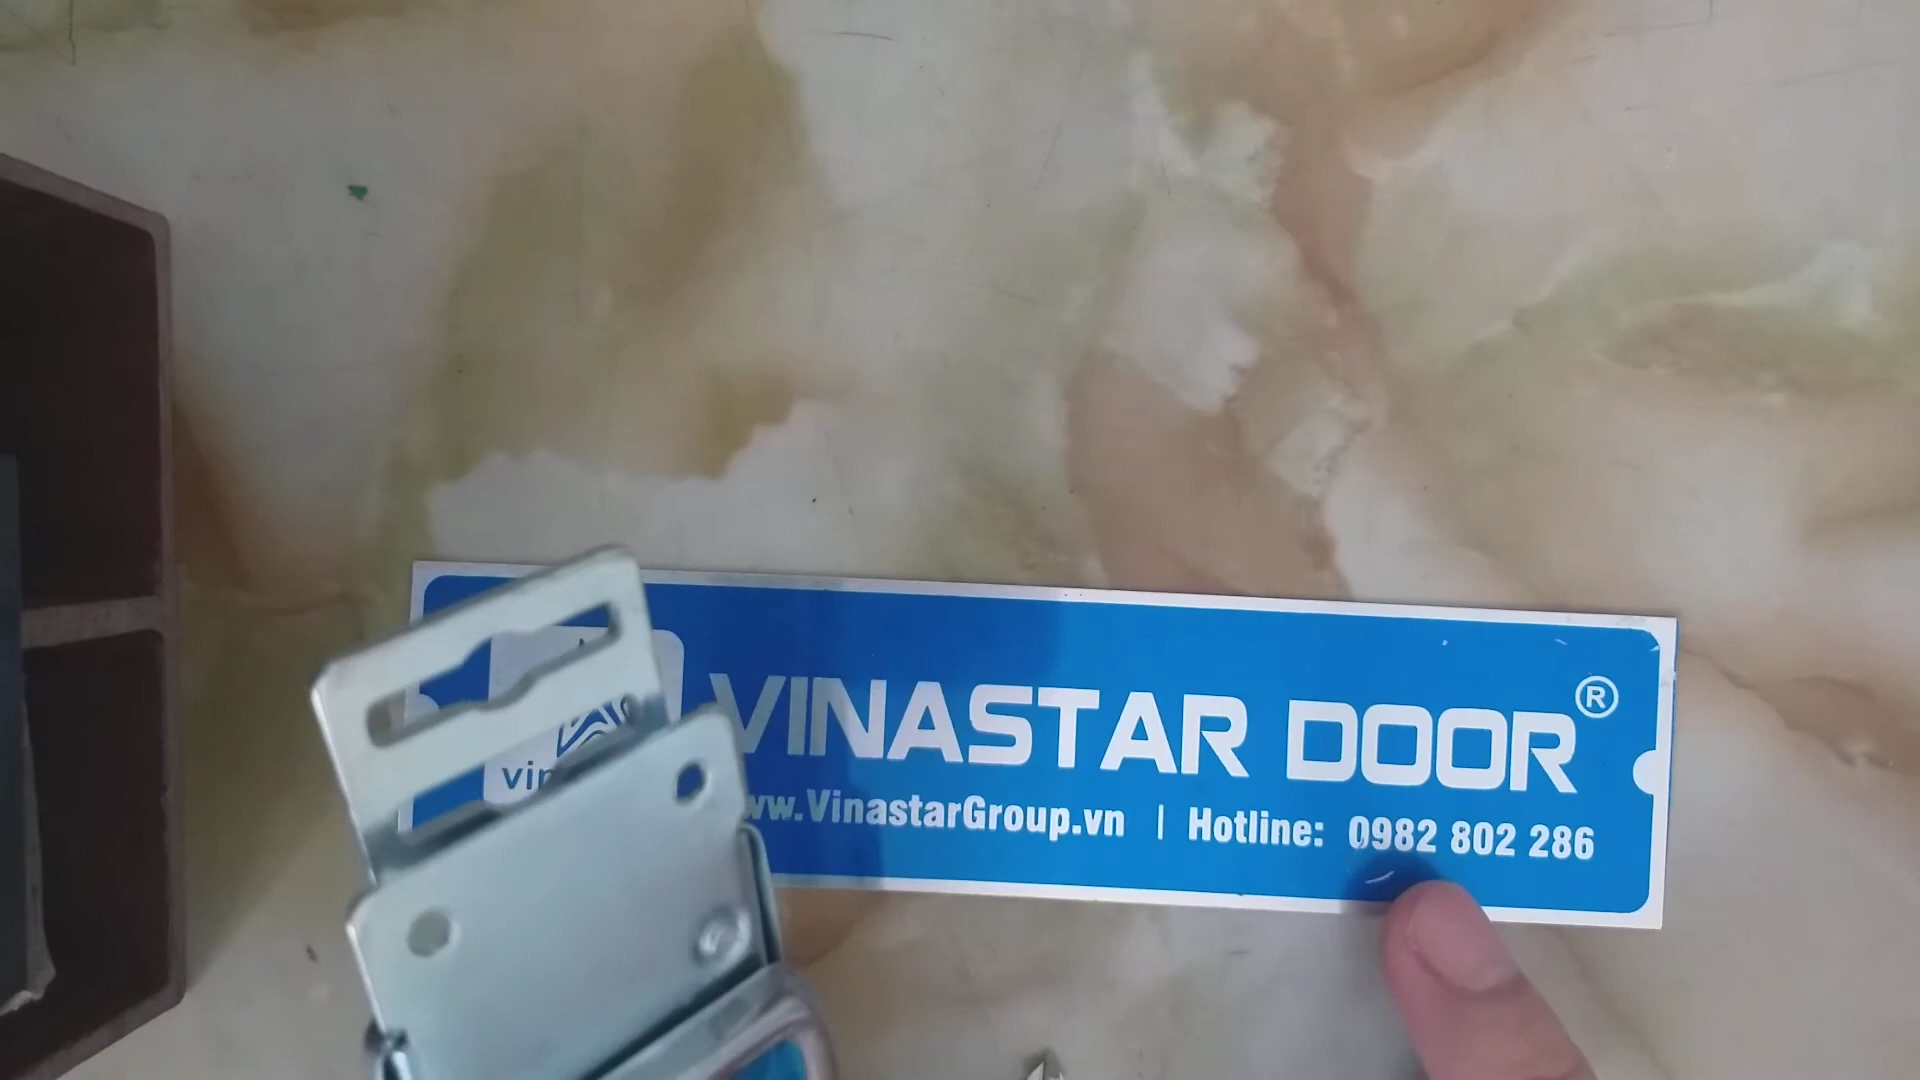 VINASTAR DOOR ®
www.VinastarGroup.vn | Hotline: 0982 802 286